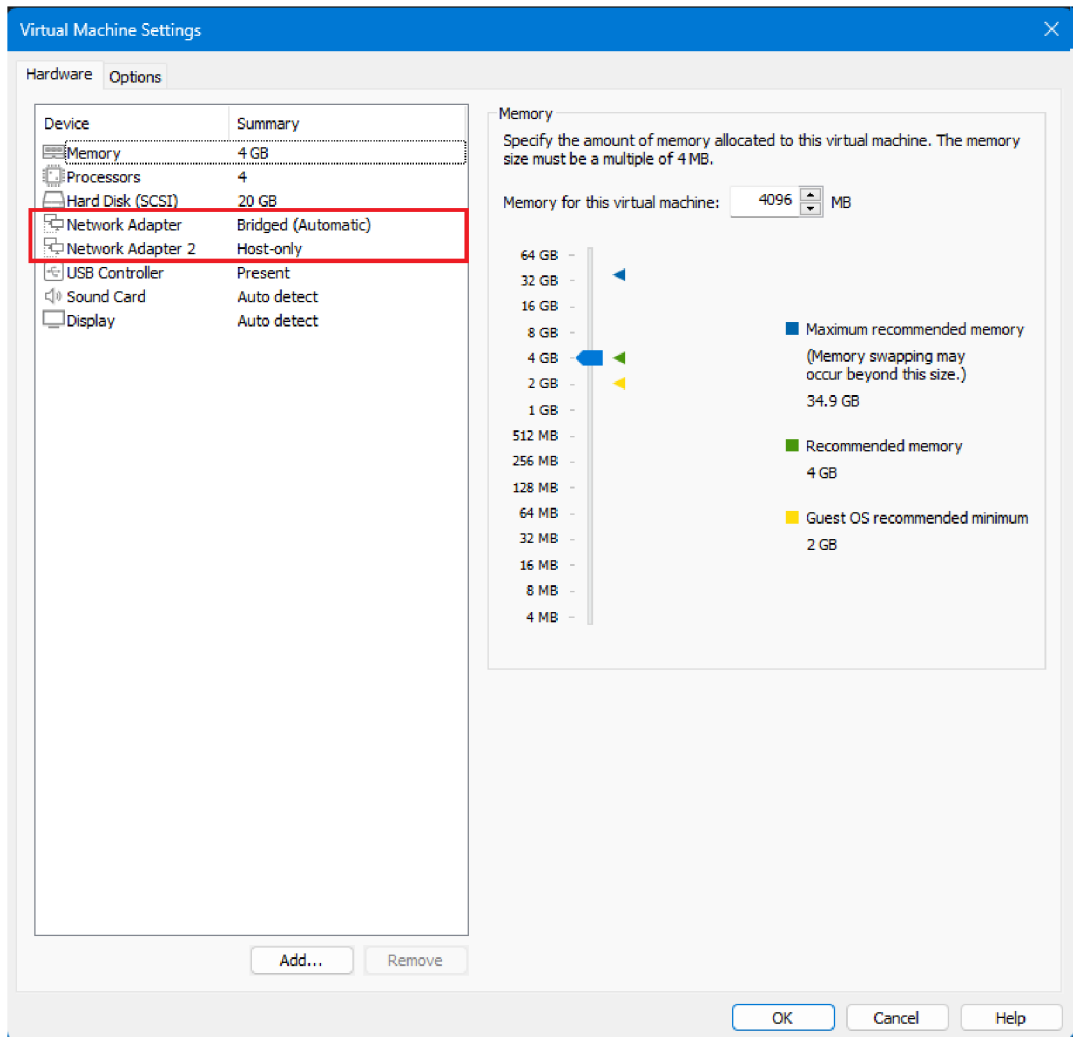 Virtual Machine Settings
Hardware Options
Device Summary
Memory 4 GB
Processors 4
Hard Disk (SCSI) 20 GB
Network Adapter Bridged (Automatic)
Network Adapter 2 Host-only
USB Controller Present
Sound Card Auto detect
Display Auto detect
Add... Remove
Memory
Specify the amount of memory allocated to this virtual machine. The memory
size must be a multiple of 4 MB.
Memory for this virtual machine: 4096 MB
64 GB
32 GB
16 GB
8 GB
4 GB
2 GB
1 GB
512 MB
256 MB
128 MB
64 MB
32 MB
16 MB
8 MB
4 MB
Maximum recommended memory
(Memory swapping may
occur beyond this size.)
34.9 GB
Recommended memory
4 GB
Guest OS recommended minimum
2 GB
OK Cancel Help